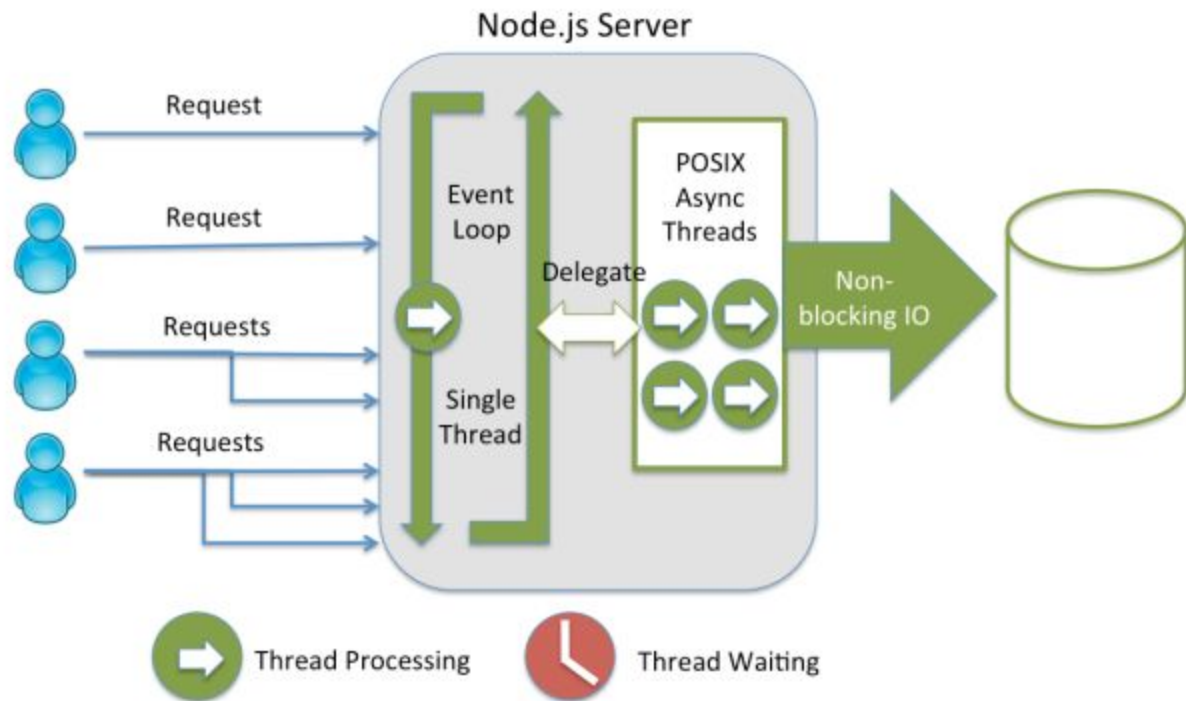 Node.js Server
Request
Request
Requests
Requests
Event
Loop
Single
Thread
Delegate
POSIX
Async
Threads
Non-
blocking IO
Thread Processing
Thread Waiting